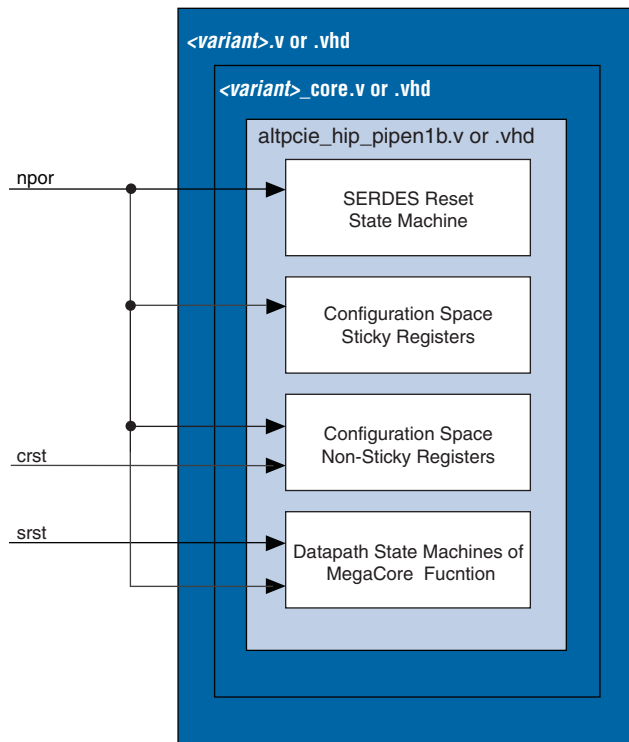 <variant>.v or .vhd
<variant>_core.v or .vhd
altpcie_hip_pipen1b.v or .vhd
npor
SERDES Reset
State Machine
Configuration Space
Sticky Registers
Configuration Space
Non-Sticky Registers
crst
srst
Datapath State Machines of
MegaCore Fucntion